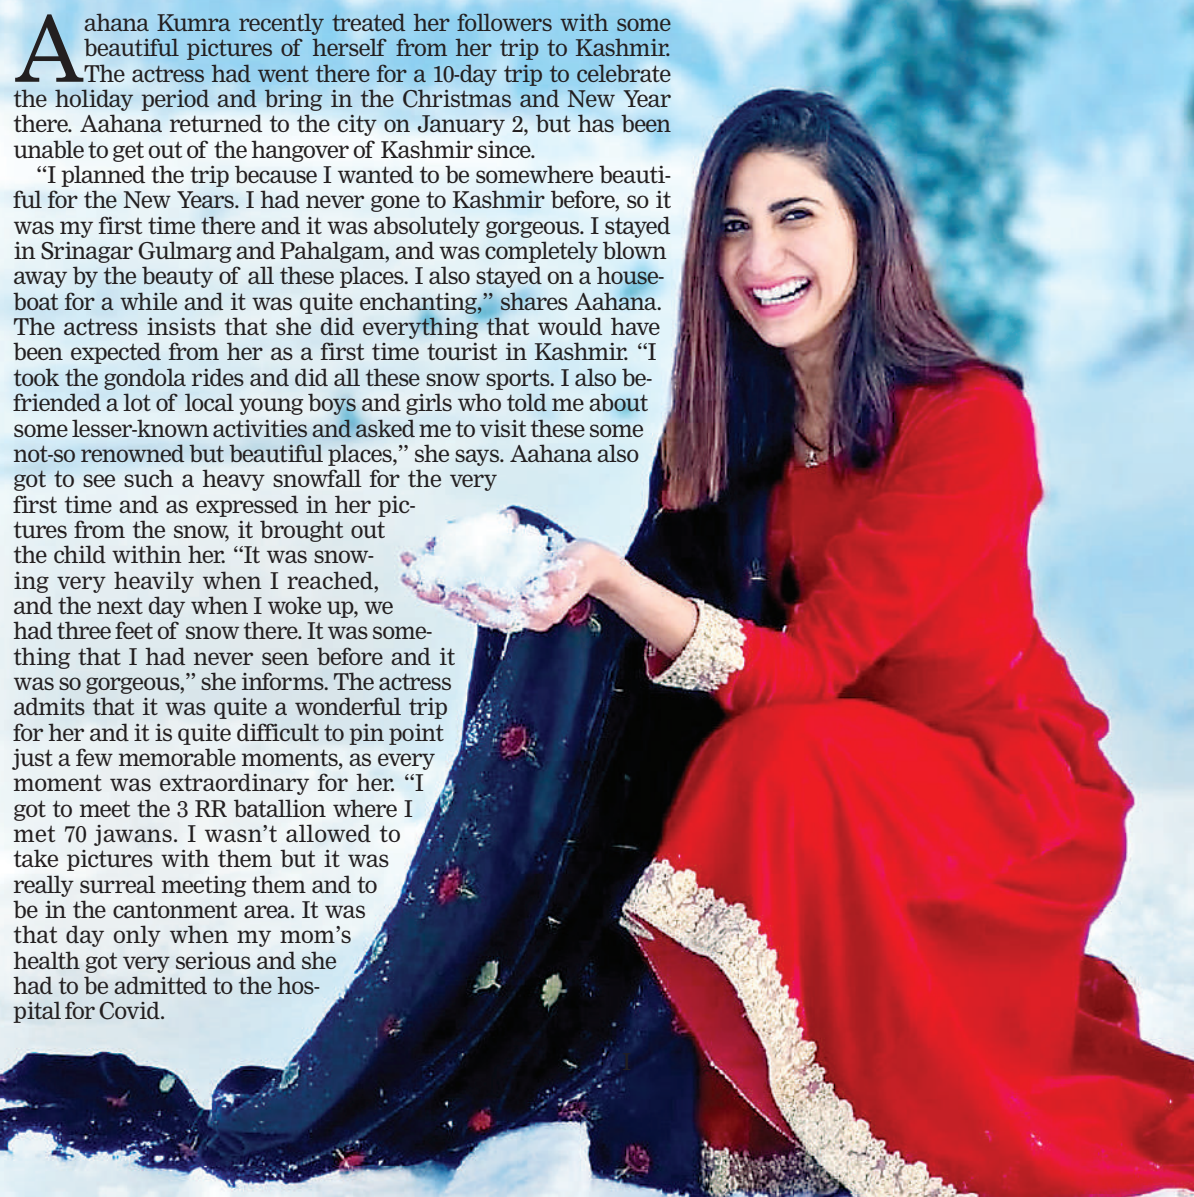 Aahana Kumra recently treated her followers with some
beautiful pictures of herself from her trip to Kashmir.
The actress had went there for a 10-day trip to celebrate
the holiday period and bring in the Christmas and New Year
there. Aahana returned to the city on January 2, but has been
unable to get out of the hangover of Kashmir since.
“I planned the trip because I wanted to be somewhere beauti-
ful for the New Years. I had never gone to Kashmir before, so it
was my first time there and it was absolutely gorgeous. I stayed
in Srinagar Gulmarg and Pahalgam, and was completely blown
away by the beauty of all these places. I also stayed on a house-
boat for a while and it was quite enchanting,” shares Aahana.
The actress insists that she did everything that would have
been expected from her as a first time tourist in Kashmir. “I
took the gondola rides and did all these snow sports. I also be-
friended a lot of local young boys and girls who told me about
some lesser-known activities and asked me to visit these some
not-so renowned but beautiful places,” she says. Aahana also
got to see such a heavy snowfall for the very
first time and as expressed in her pic-
tures from the snow, it brought out
the child within her. “It was snow-
ing very heavily when I reached,
and the next day when I woke up, we
had three feet of snow there. It was some-
thing that I had never seen before and it
was so gorgeous,” she informs. The actress
admits that it was quite a wonderful trip
for her and it is quite difficult to pin point
just a few memorable moments, as every
moment was extraordinary for her. “I
got to meet the 3 RR batallion where I
met 70 jawans. I wasn’t allowed to
take pictures with them but it was
really surreal meeting them and to
be in the cantonment area. It was
that day only when my mom’s
health got very serious and she
had to be admitted to the hos-
pital for Covid.